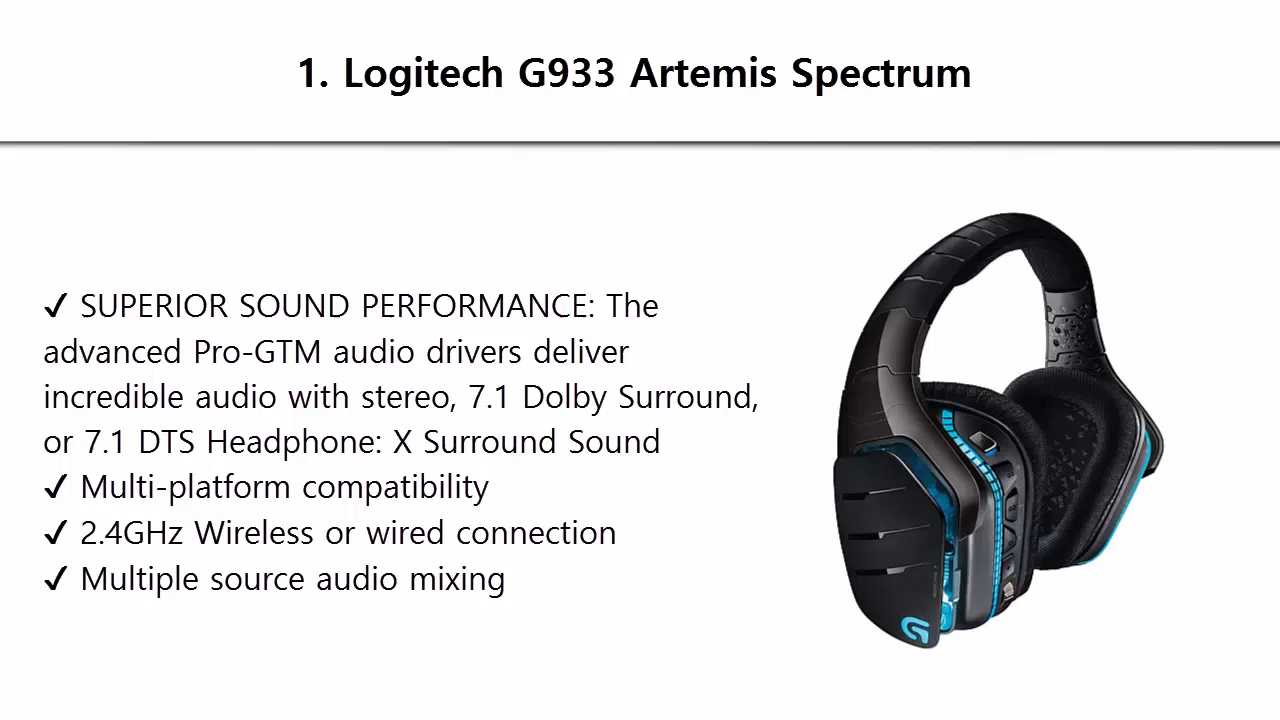 1. Logitech G933 Artemis Spectrum
✔ SUPERIOR SOUND PERFORMANCE: The
advanced Pro-GTM audio drivers deliver
incredible audio with stereo, 7.1 Dolby Surround,
or 7.1 DTS Headphone: X Surround Sound
✔ Multi-platform compatibility
✔ 2.4GHz Wireless or wired connection
✔ Multiple source audio mixing